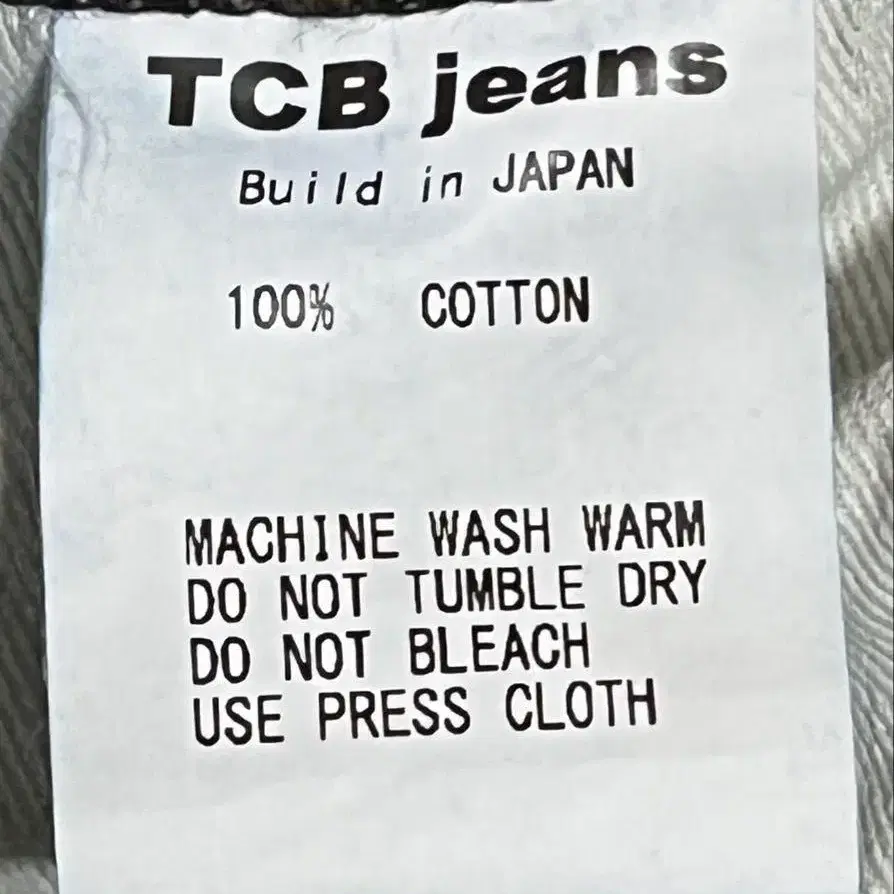 TCB jeans
Build in JAPAN
100% COTTON
MACHINE WASH WARM
DO NOT TUMBLE DRY
DO NOT BLEACH
USE PRESS CLOTH